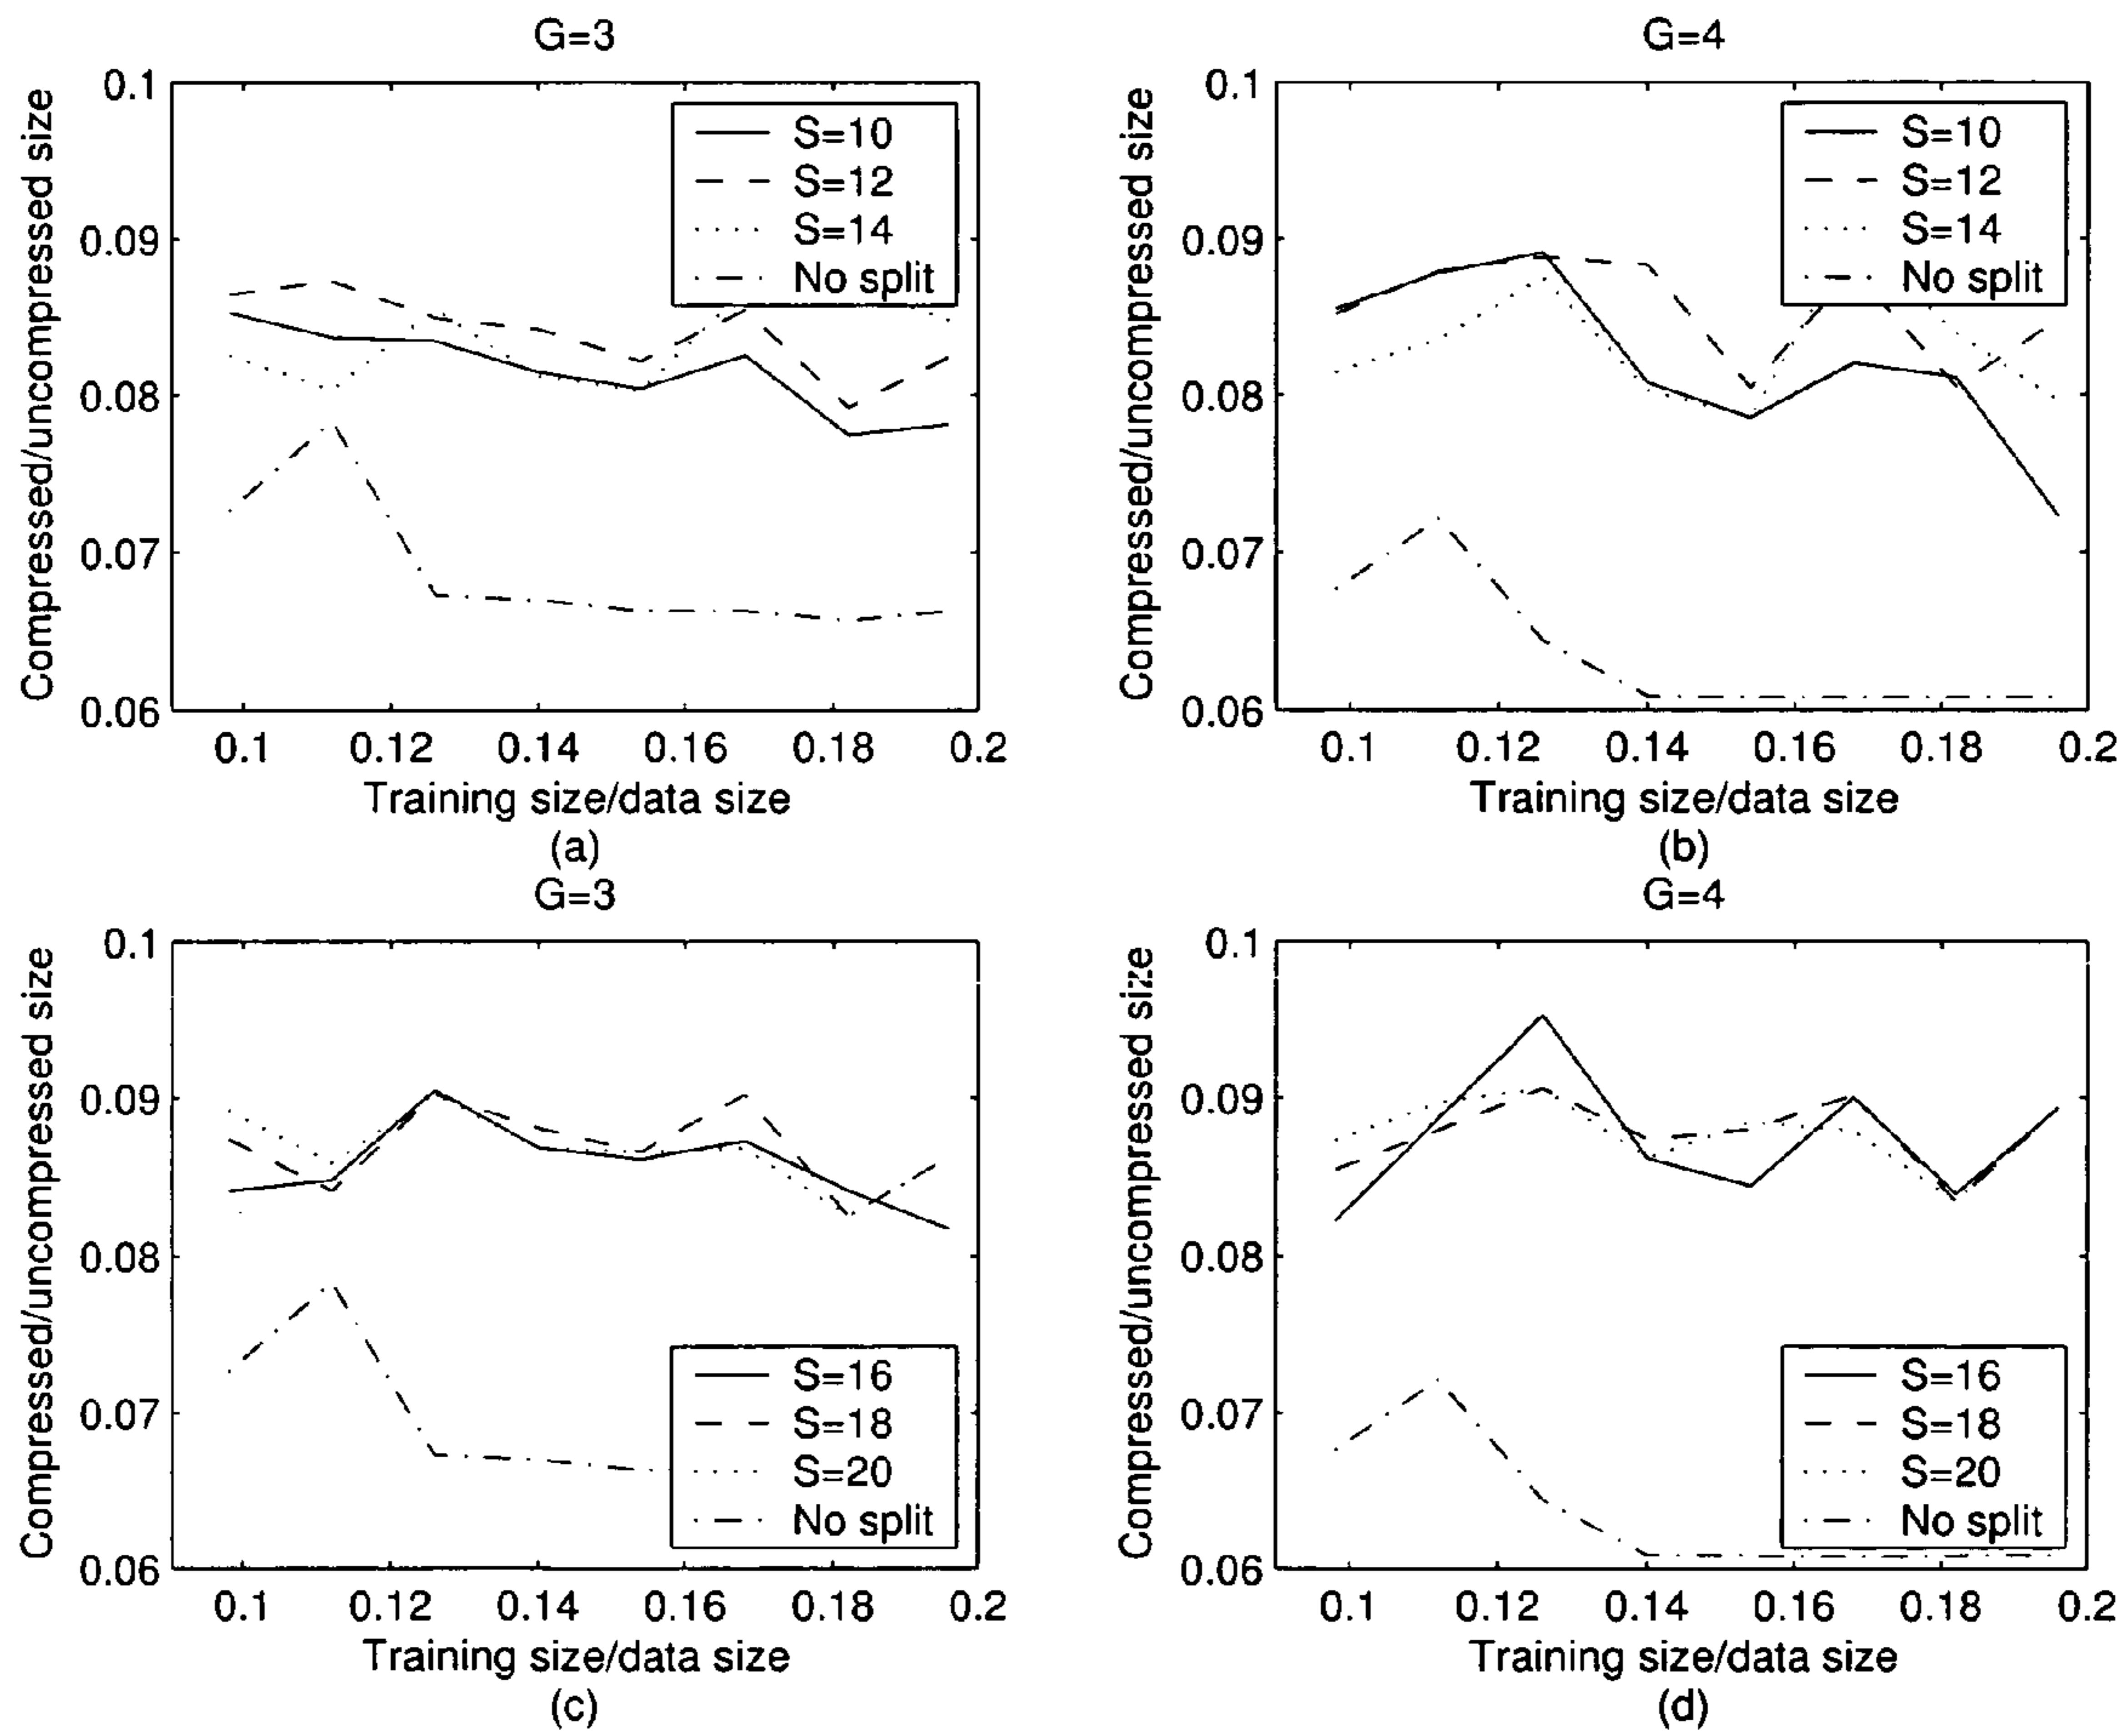 G=3
Compressed/uncompressed size
0.1
0.09
0.08
0.07
0.06
S=10
S=12
S=14
No split
0.1
0.12
0.14
0.16
0.18
0.2
Training size/data size
(a)
G=4
Compressed/uncompressed size
0.1
0.09
0.08
0.07
0.06
S=10
S=12
S=14
No split
0.1
0.12
0.14
0.16
0.18
0.2
Training size/data size
(b)
G=3
Compressed/uncompressed size
0.1
0.09
0.08
0.07
0.06
S=16
S=18
S=20
No split
0.1
0.12
0.14
0.16
0.18
0.2
Training size/data size
(c)
G=4
Compressed/uncompressed size
0.1
0.09
0.08
0.07
0.06
S=16
S=18
S=20
No split
0.1
0.12
0.14
0.16
0.18
0.2
Training size/data size
(d)